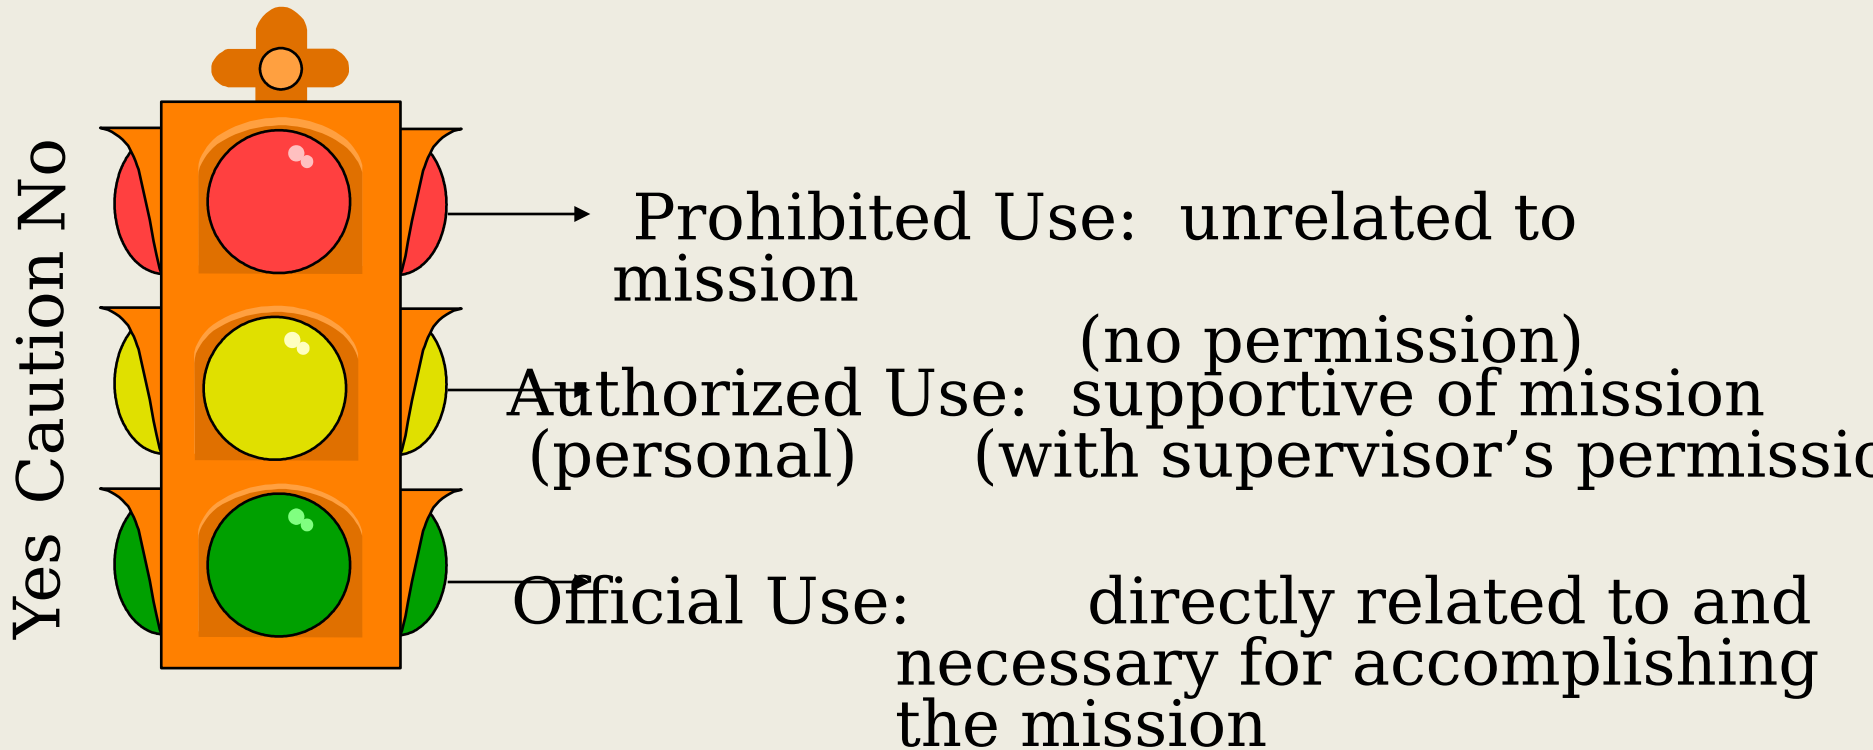 Yes Caution No
Prohibited Use: unrelated to
mission
(no permission)
Authorized Use: supportive of mission
(personal) (with supervisor’s permissio
Official Use: directly related to and
necessary for accomplishing
the mission